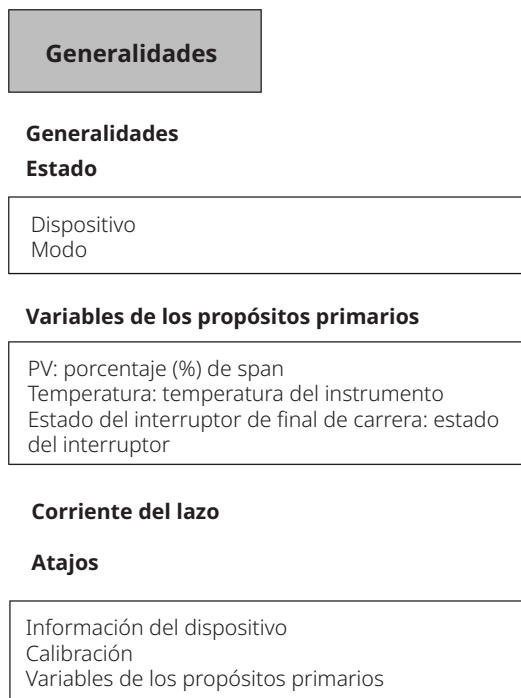 Generalidades
Generalidades
Estado
Dispositivo
Modo
Variables de los propósitos primarios
PV: porcentaje (%) de span
Temperatura: temperatura del instrumento
Estado del interruptor de final de carrera: estado
del interruptor
Corriente del lazo
Atajos
Información del dispositivo
Calibración
Variables de los propósitos primarios